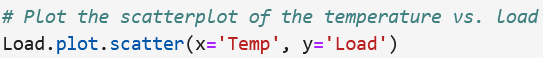 # Plot the scatterplot of the temperature vs. load
Load.plot.scatter(x='Temp', y='Load')